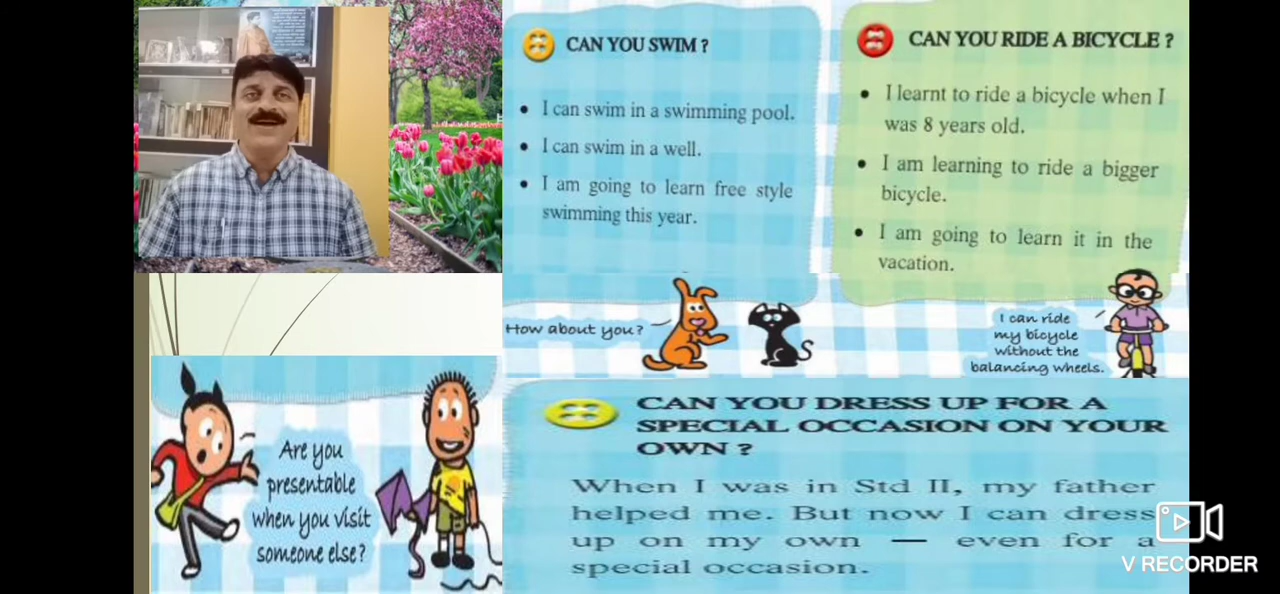 CAN YOU SWIM ?
• I can swim in a swimming pool.
• I can swim in a well.
• I am going to learn free style
swimming this year.
CAN YOU RIDE A BICYCLE ?
• I learnt to ride a bicycle when I
was 8 years old.
• I am learning to ride a bigger
bicycle.
• I am going to learn it in the
vacation.
How about you?
I can ride
my bicycle
without the
balancing wheels.
Are you
presentable
when you visit
someone else?
CAN YOU DRESS UP FOR A
SPECIAL OCCASION ON YOUR
OWN ?
When I was in Std II, my father
helped me. But now I can dress
up on my own — even for a
special occasion.
V RECORDER